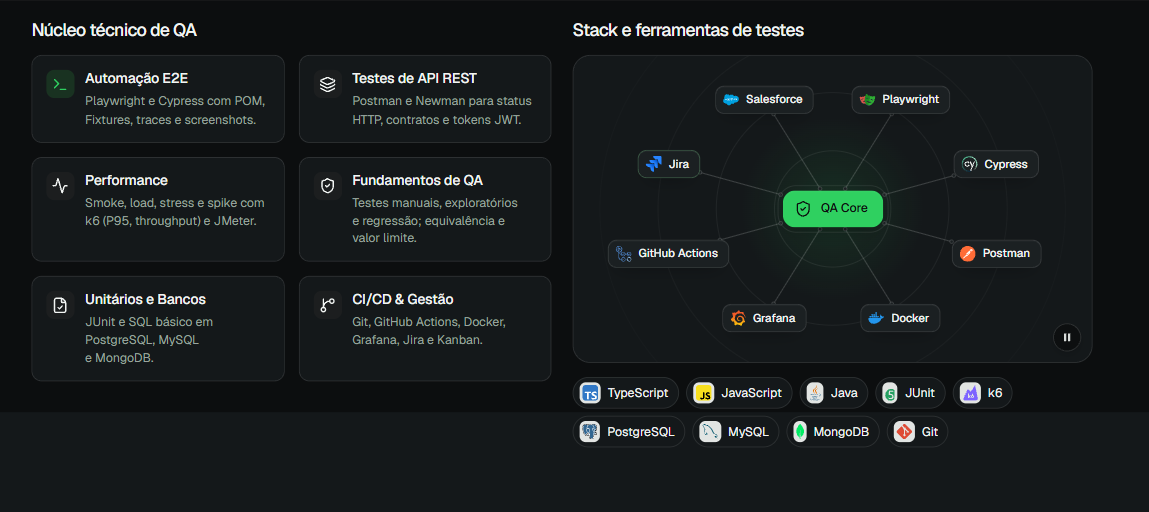 Núcleo técnico de QA
Automação E2E
Playwright e Cypress com POM,
Fixtures, traces e screenshots.
Testes de API REST
Postman e Newman para status
HTTP, contratos e tokens JWT.
Performance
Smoke, load, stress e spike com
k6 (P95, throughput) e JMeter.
Fundamentos de QA
Testes manuais, exploratórios
e regressão; equivalência e
valor limite.
Unitários e Bancos
JUnit e SQL básico em
PostgreSQL, MySQL
e MongoDB.
CI/CD & Gestão
Git, GitHub Actions, Docker,
Grafana, Jira e Kanban.
Stack e ferramentas de testes
Salesforce
Playwright
Jira
cy Cypress
QA Core
GitHub Actions
Postman
Grafana
Docker
TS TypeScript
JS JavaScript
Java
5 JUnit
k6
PostgreSQL
MySQL
MongoDB
Git